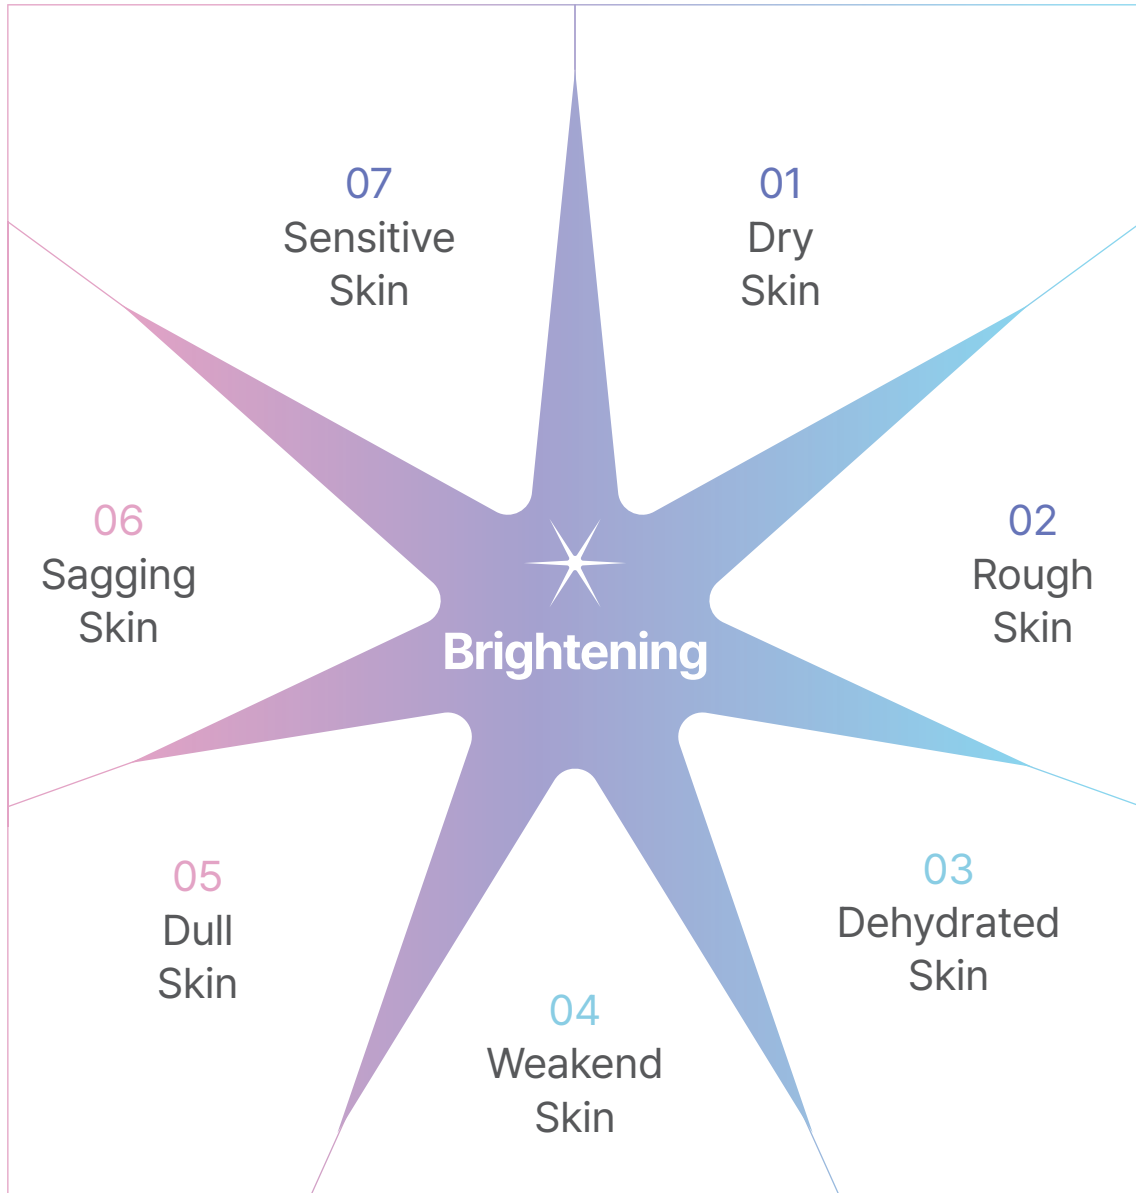 07
Sensitive
Skin
01
Dry
Skin
06
Sagging
Skin
02
Rough
Skin
Brightening
05
Dull
Skin
03
Dehydrated
Skin
04
Weakend
Skin